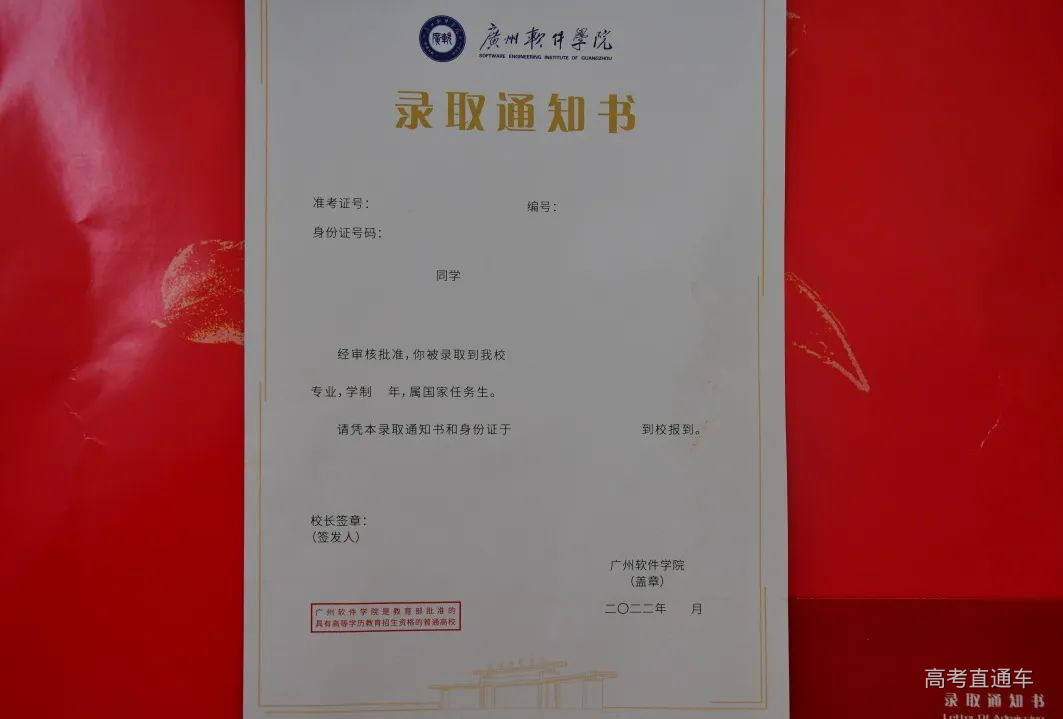 廣州軟件學院
SOFTWARE ENGINEERING INSTITUTE OF GUANGZHOU
录取通知书
准考证号：
编号：
身份证号码：
同学
经审核批准，你被录取到我校
专业，学制 年，属国家任务生。
请凭本录取通知书和身份证于 到校报到。
校长签章：
（签发人）
广州软件学院
（盖章）
二〇二二年 月
广州软件学院是教育部批准的
具有高等学历教育招生资格的普通高校
高考直通车
录取通知书